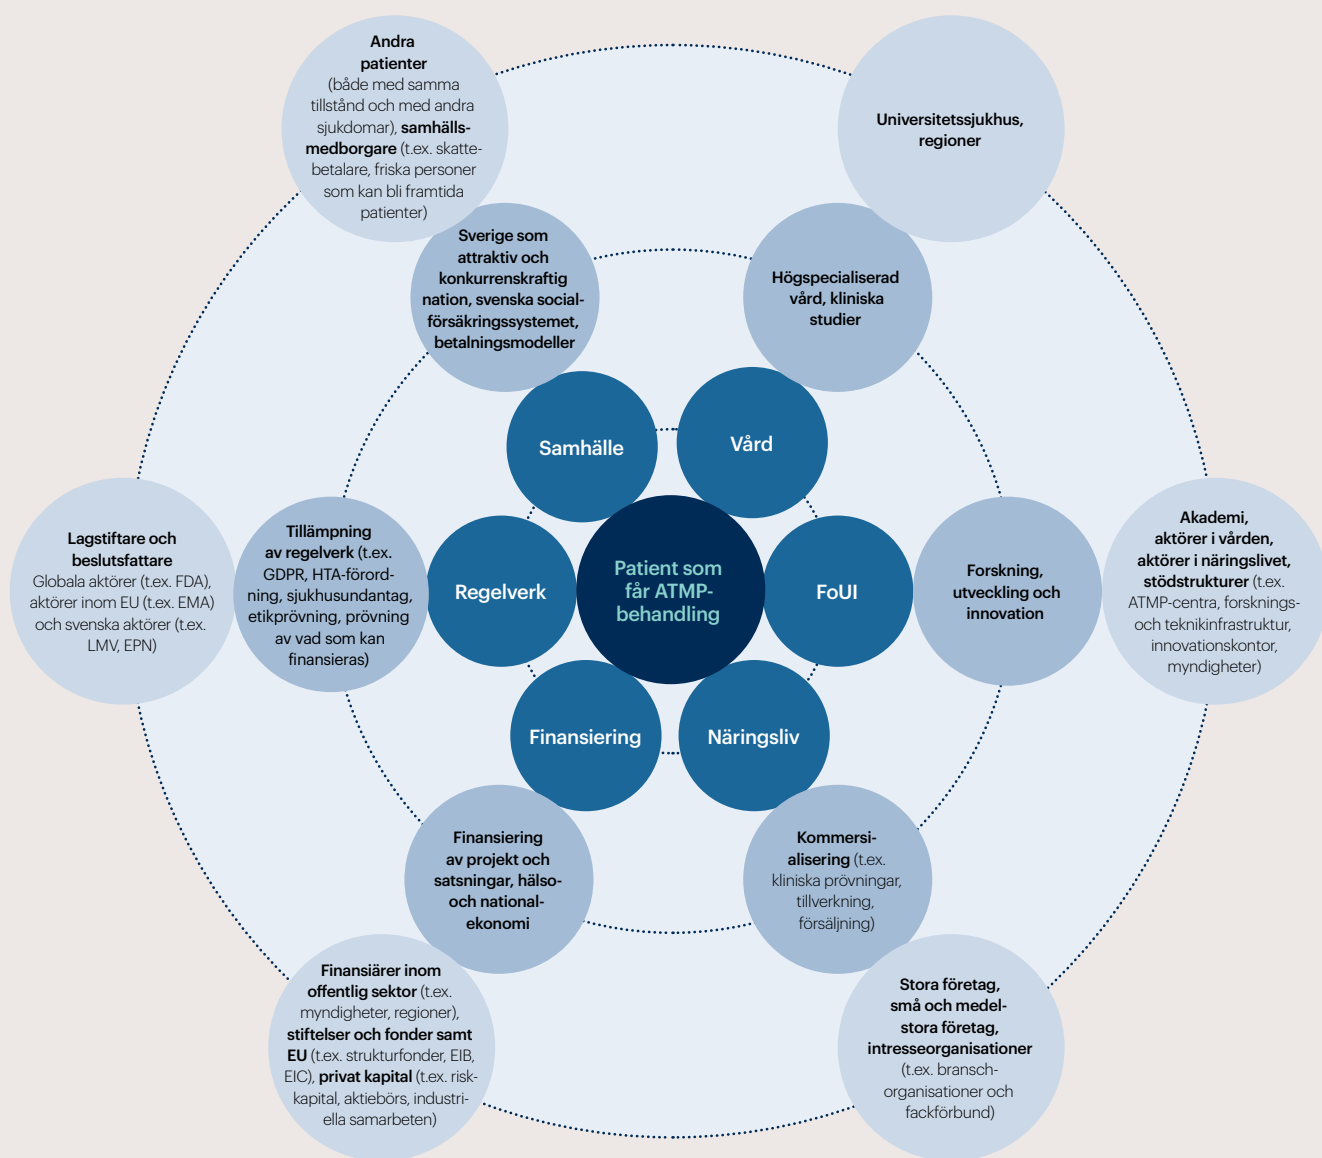 Andra
patienter
(både med samma
tillstånd och med andra
sjukdomar), samhälls-
medborgare (t.ex. skatte-
betalare, friska personer
som kan bli framtida
patienter)
Universitetssjukhus,
regioner
Sverige som
attraktiv och
konkurrenskraftig
nation, svenska social-
försäkringssystemet,
betalningsmodeller
Högspecialiserad
vård, kliniska
studier
Samhälle
Vård
Lagstiftare och
beslutsfattare
Globala aktörer (t.ex. FDA),
aktörer inom EU (t.ex. EMA)
och svenska aktörer (t.ex.
LMV, EPN)
Tillämpning
av regelverk (t.ex.
GDPR, HTA-förord-
ning, sjukhusundantag,
etikprövning, prövning
av vad som kan
finansieras)
Regelverk
Patient som
får ATMP-
behandling
FoUI
Forskning,
utveckling och
innovation
Akademi,
aktörer i vården,
aktörer i näringslivet,
stödstrukturer (t.ex.
ATMP-centra, forsknings-
och teknikinfrastruktur,
innovationskontor,
myndigheter)
Finansiering
Näringsliv
Finansiering
av projekt och
satsningar, hälso-
och national-
ekonomi
Kommersi-
alisering (t.ex.
kliniska prövningar,
tillverkning,
försäljning)
Finansiärer inom
offentlig sektor (t.ex.
myndigheter, regioner),
stiftelser och fonder samt
EU (t.ex. strukturfonder, EIB,
EIC), privat kapital (t.ex. risk-
kapital, aktiebörs, industri-
ella samarbeten)
Stora företag,
små och medel-
stora företag,
intresseorganisationer
(t.ex. bransch-
organisationer och
fackförbund)